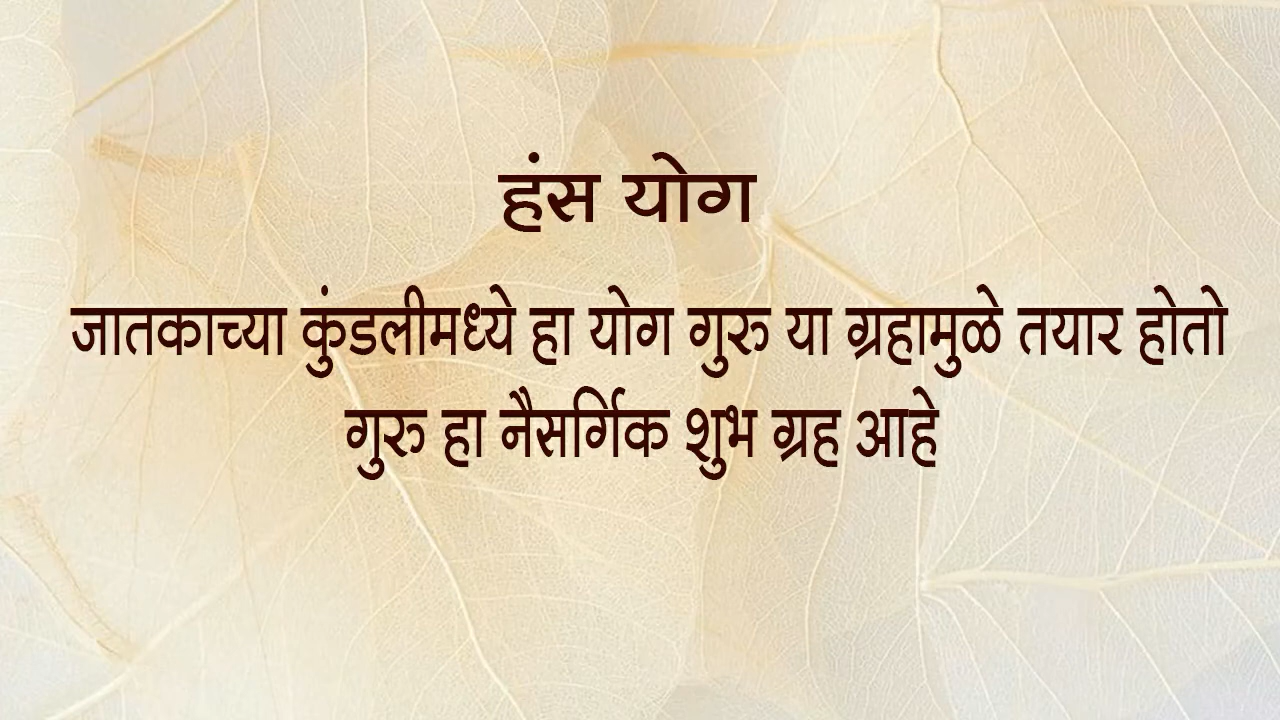 हंस योग
जातकाच्या कुंडलीमध्ये हा योग गुरु या ग्रहामुळे तयार होतो
गुरु हा नैसर्गिक शुभ ग्रह आहे